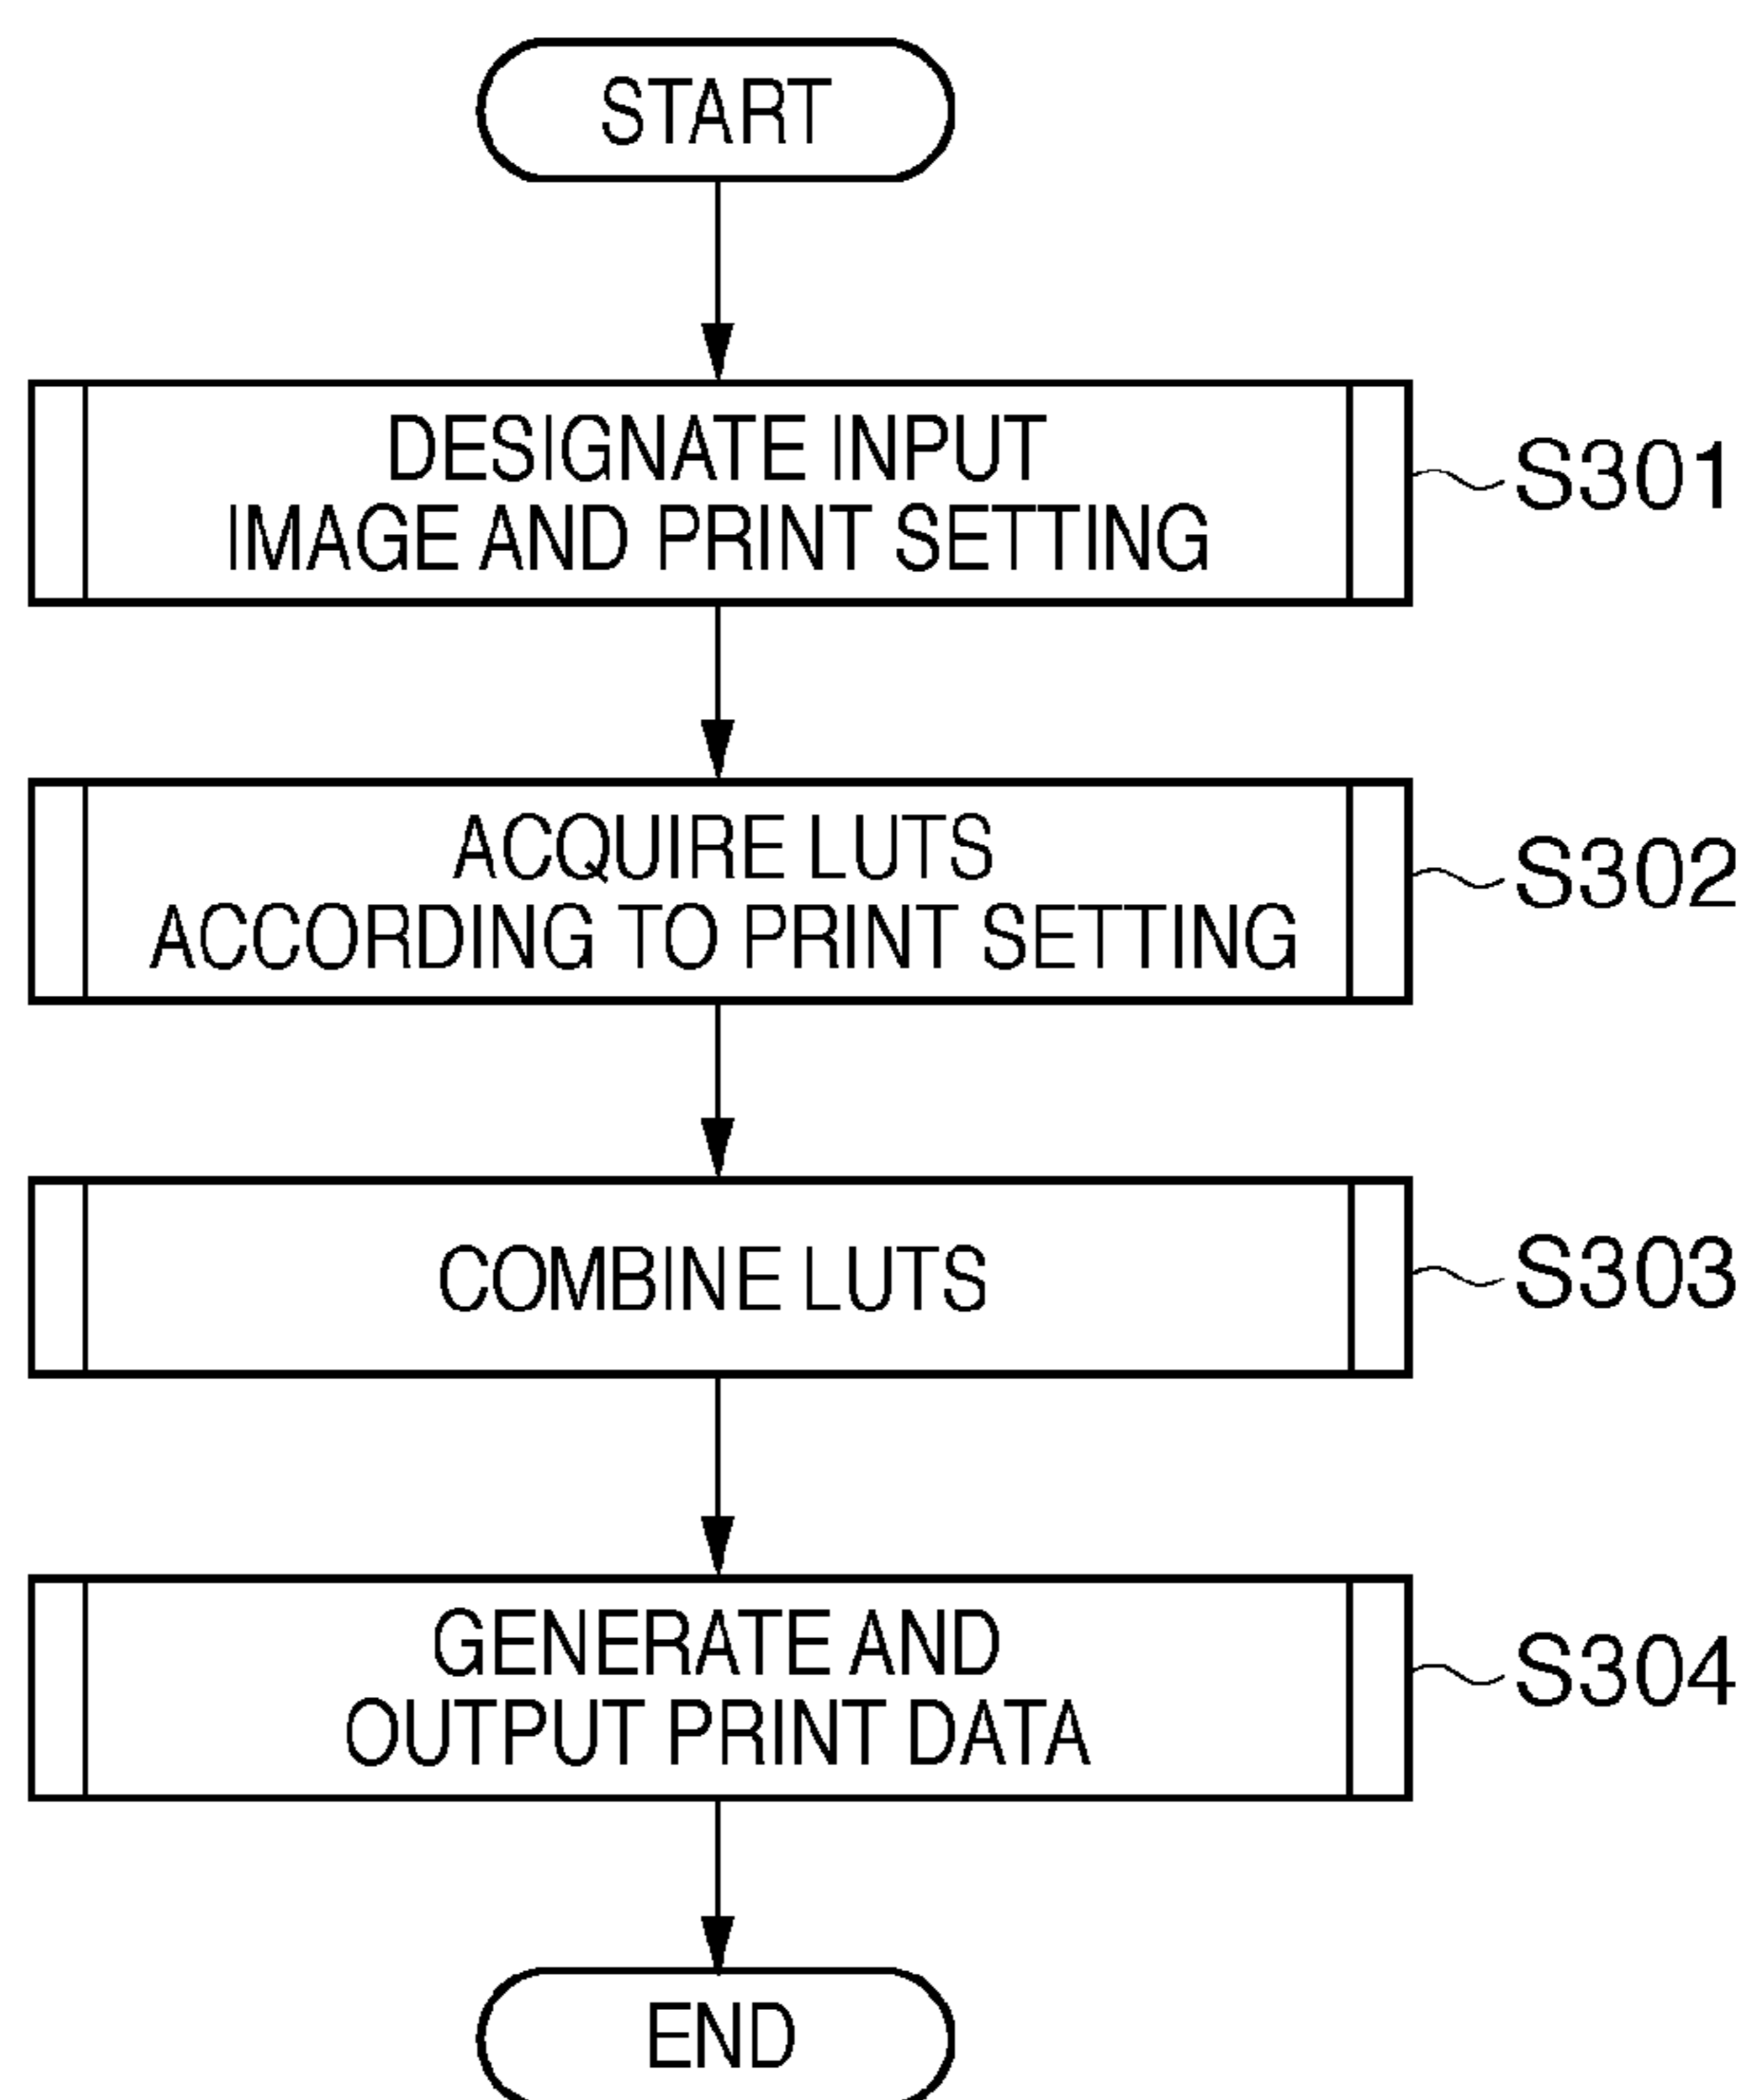 START
DESIGNATE INPUT
IMAGE AND PRINT SETTING
S301
ACQUIRE LUTS
ACCORDING TO PRINT SETTING
S302
COMBINE LUTS
S303
GENERATE AND
OUTPUT PRINT DATA
S304
END